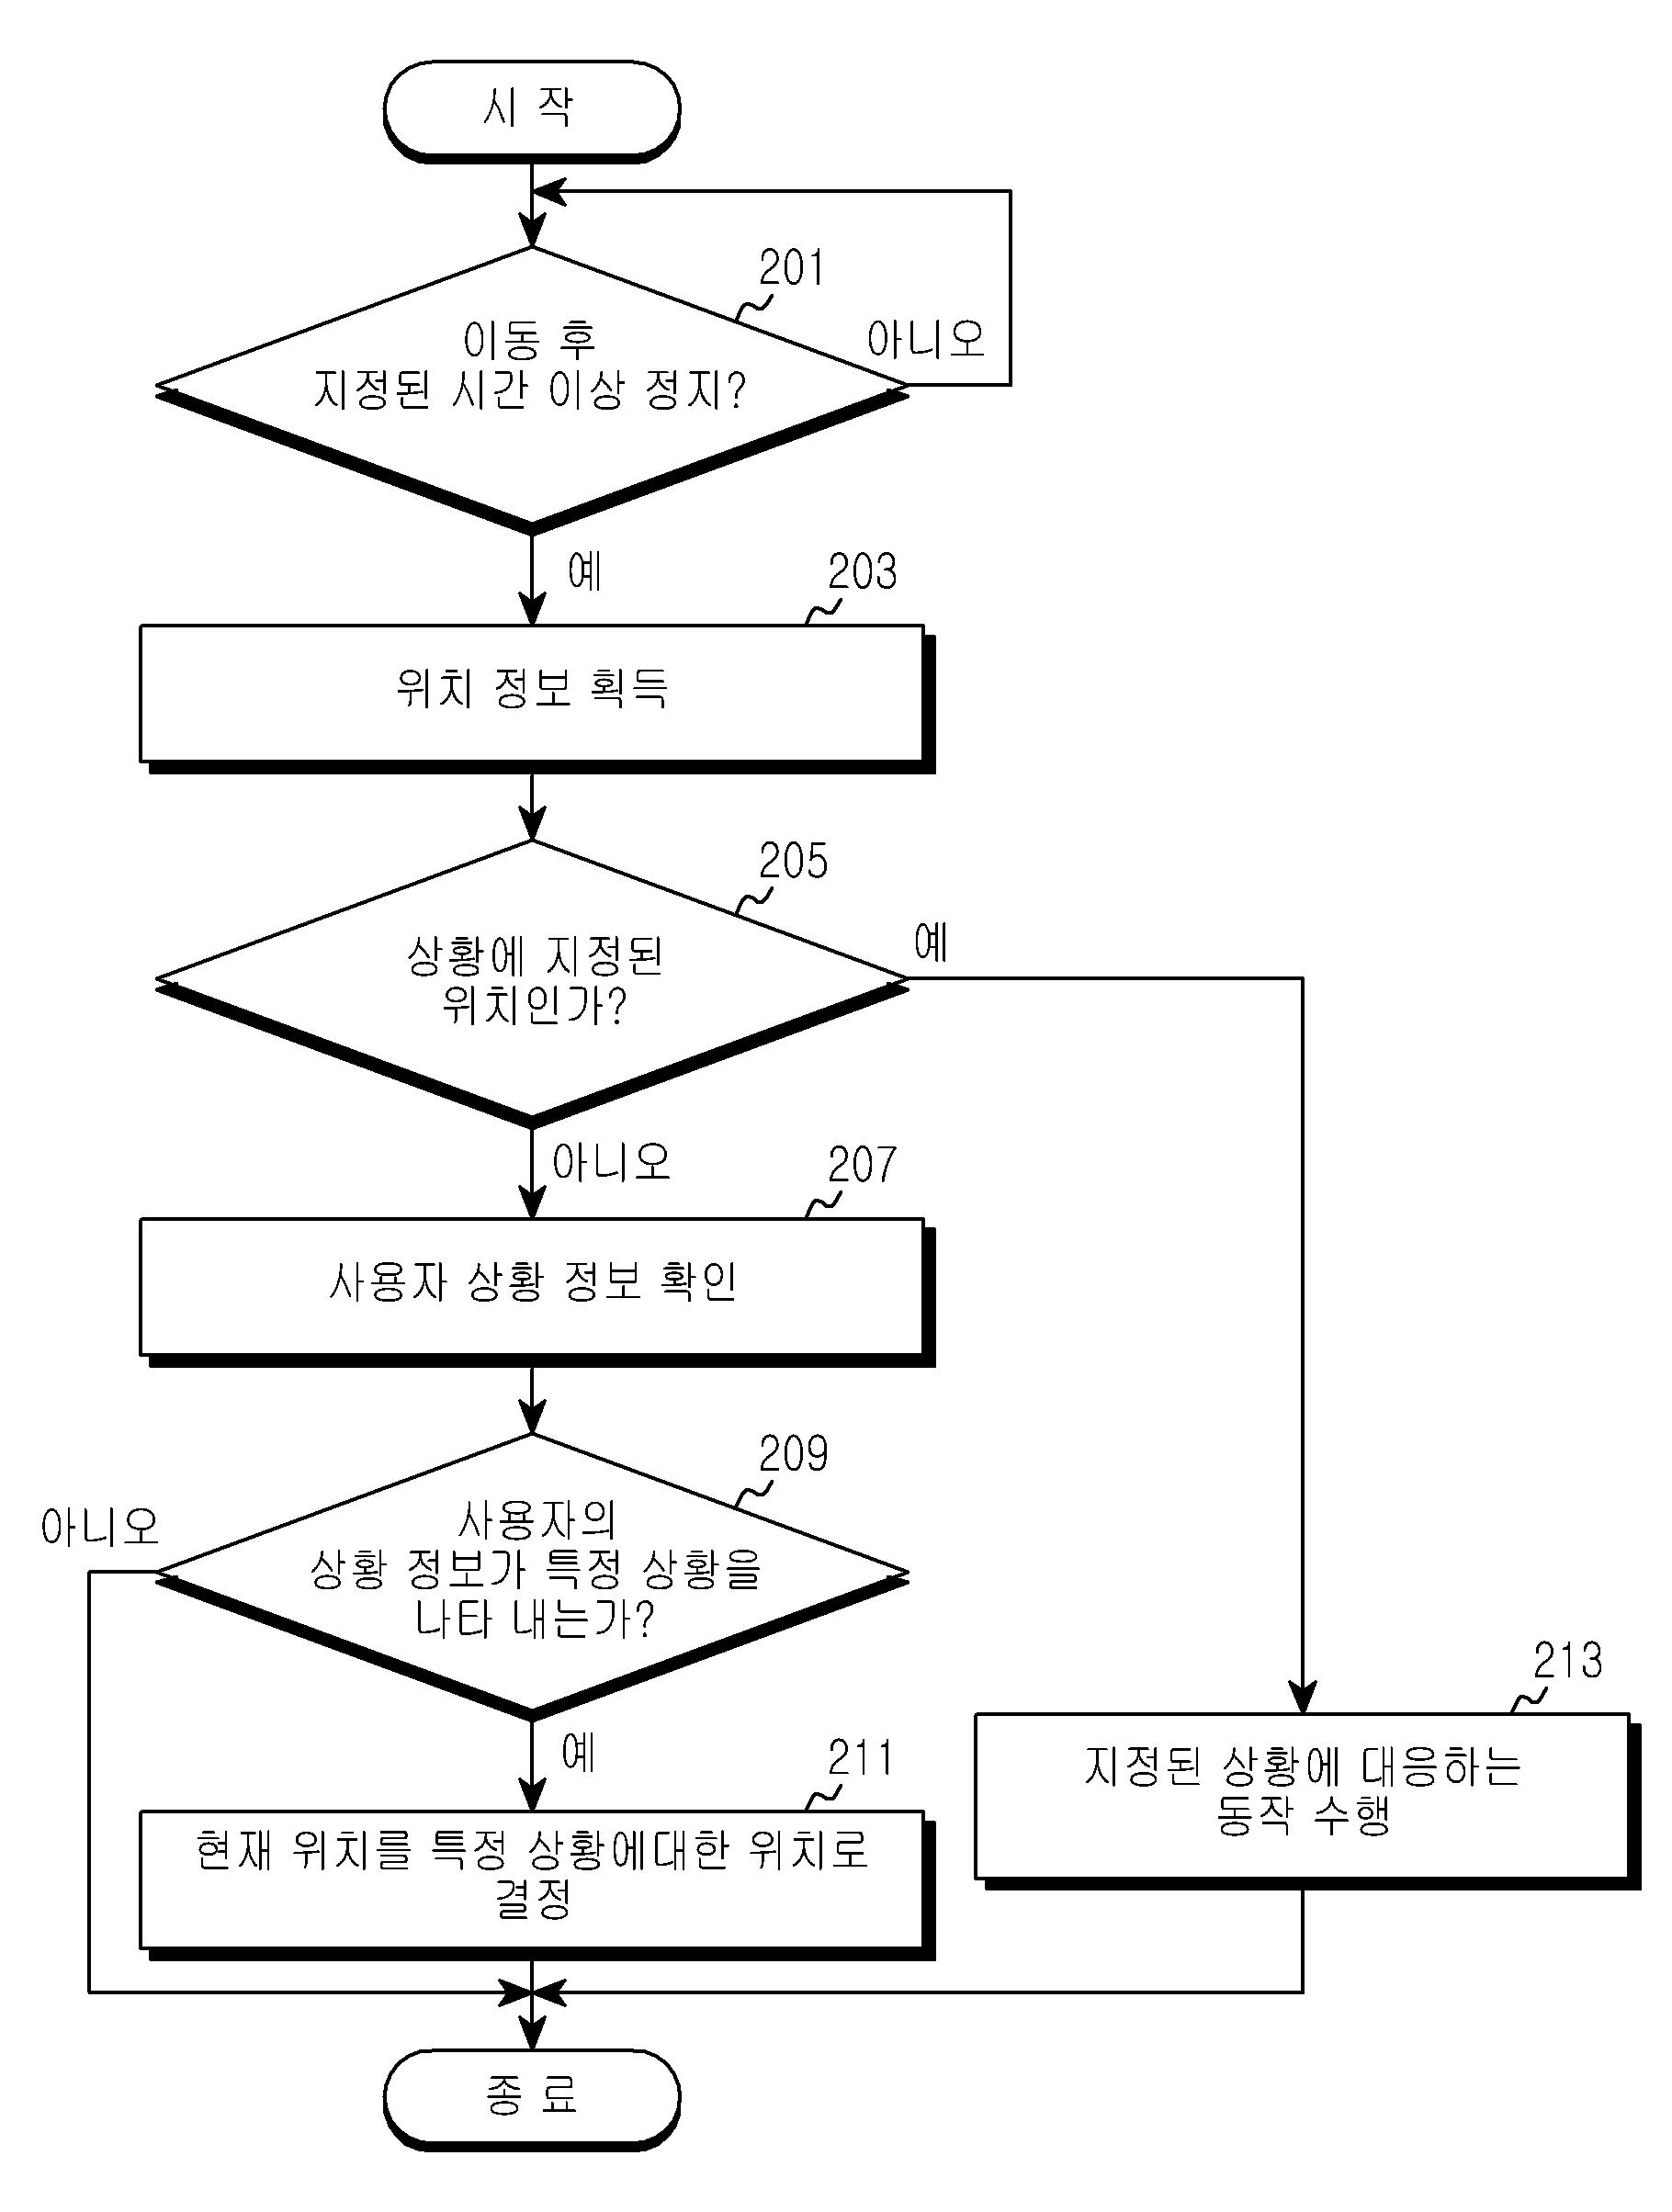 시 작
201
이동 후
지정된 시간 이상 정지?
아니오
예
203
위치 정보 획득
205
상황에 지정된
위치인가?
예
아니오
207
사용자 상황 정보 확인
209
아니오
사용자의
상황 정보가 특정 상황을
나타 내는가?
예
211
현재 위치를 특정 상황에대한 위치로
결정
213
지정된 상황에 대응하는
동작 수행
종 료